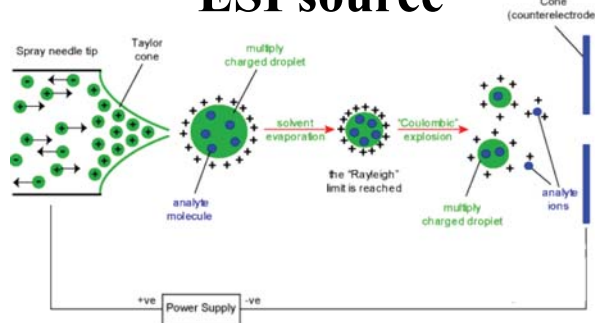 ESI source
Cone
(counterelectrode
Spray needle tip
Taylor
cone
multiply
charged droplet
solvent
evaporation
"Coulombic"
explosion
the "Rayleigh"
limit is reached
analyte
molecule
multiply
charged droplet
analyte
ions
+ve
Power Supply
-ve